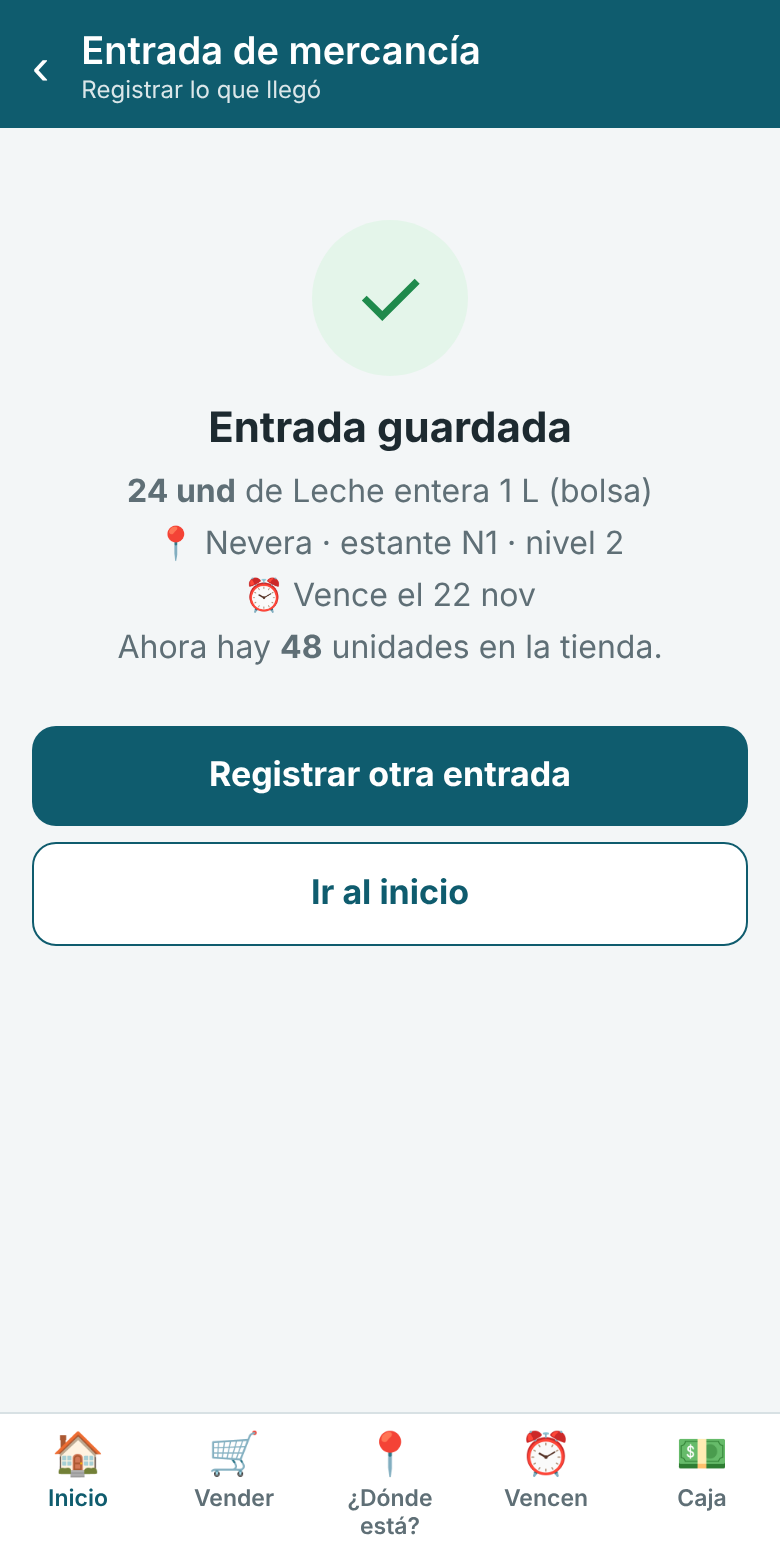 Entrada de mercancía
Registrar lo que llegó
Entrada guardada
24 und de Leche entera 1 L (bolsa)
📍 Nevera · estante N1 · nivel 2
⏰ Vence el 22 nov
Ahora hay 48 unidades en la tienda.
Registrar otra entrada
Ir al inicio
Inicio
Vender
¿Dónde
está?
Vencen
Caja